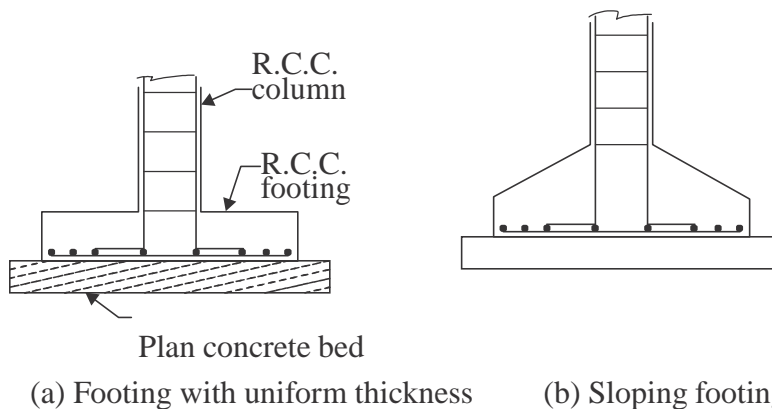 R.C.C.
column
R.C.C.
footing
Plan concrete bed
(a) Footing with uniform thickness
(b) Sloping footin